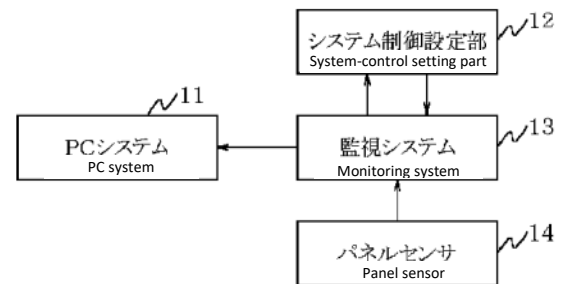 12
システム制御設定部
System-control setting part
11
PCシステム
PC system
13
監視システム
Monitoring system
14
パネルセンサ
Panel sensor